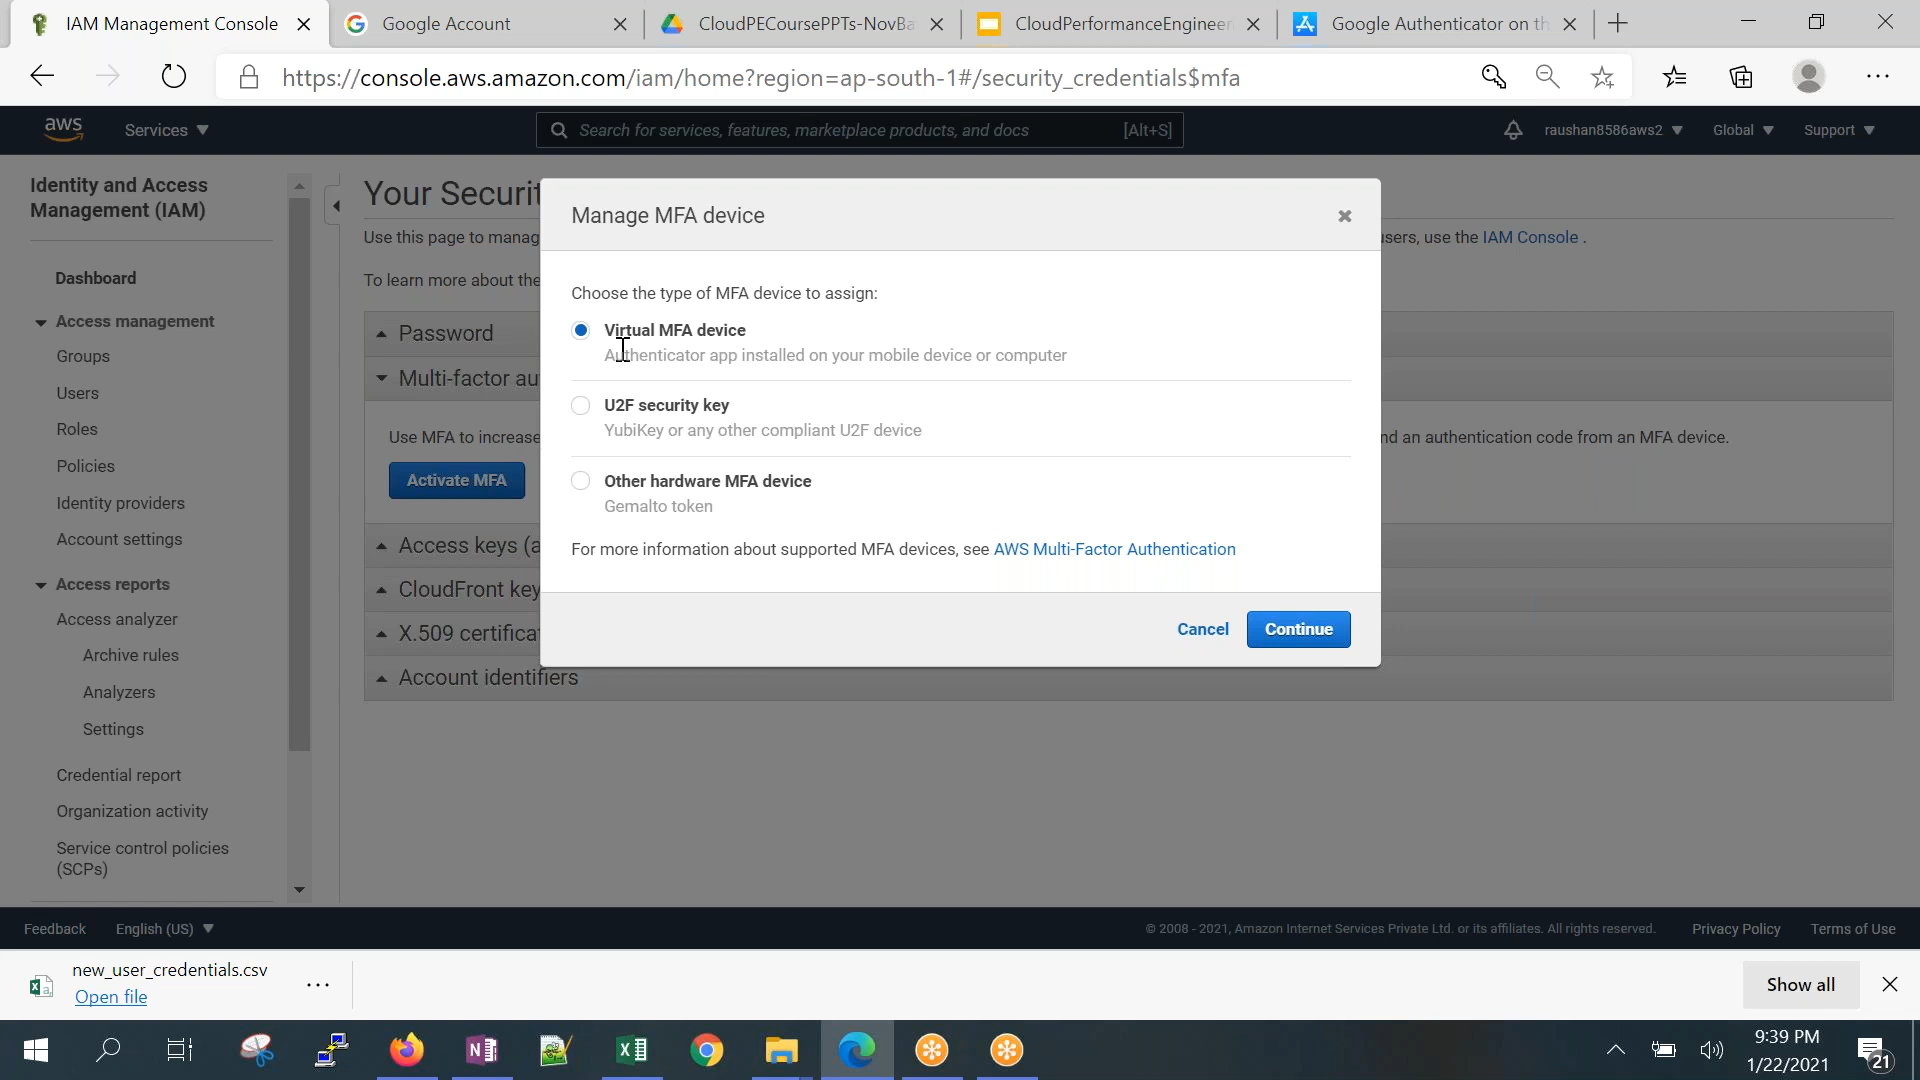 IAM Management Console
Google Account
CloudPECoursePPTs-NovBa
CloudPerformanceEngineer
Google Authenticator on th
https://console.aws.amazon.com/iam/home?region=ap-south-1#/security_credentials$mfa
aws
Services
Search for services, features, marketplace products, and docs
[Alt+S]
raushan8586aws2
Global
Support
Identity and Access
Management (IAM)
Dashboard
Access management
Groups
Users
Roles
Policies
Identity providers
Account settings
Access reports
Access analyzer
Archive rules
Analyzers
Settings
Credential report
Organization activity
Service control policies
(SCPs)
Your Securit
Use this page to manag
users, use the IAM Console .
To learn more about the
Password
Multi-factor au
Use MFA to increase
nd an authentication code from an MFA device.
Activate MFA
Access keys (a
CloudFront key
X.509 certificat
Account identifiers
Manage MFA device
Choose the type of MFA device to assign:
Virtual MFA device
Authenticator app installed on your mobile device or computer
U2F security key
YubiKey or any other compliant U2F device
Other hardware MFA device
Gemalto token
For more information about supported MFA devices, see AWS Multi-Factor Authentication
Cancel
Continue
Feedback
English (US)
© 2008 - 2021, Amazon Internet Services Private Ltd. or its affiliates. All rights reserved.
Privacy Policy
Terms of Use
new_user_credentials.csv
Open file
Show all
9:39 PM
1/22/2021
21